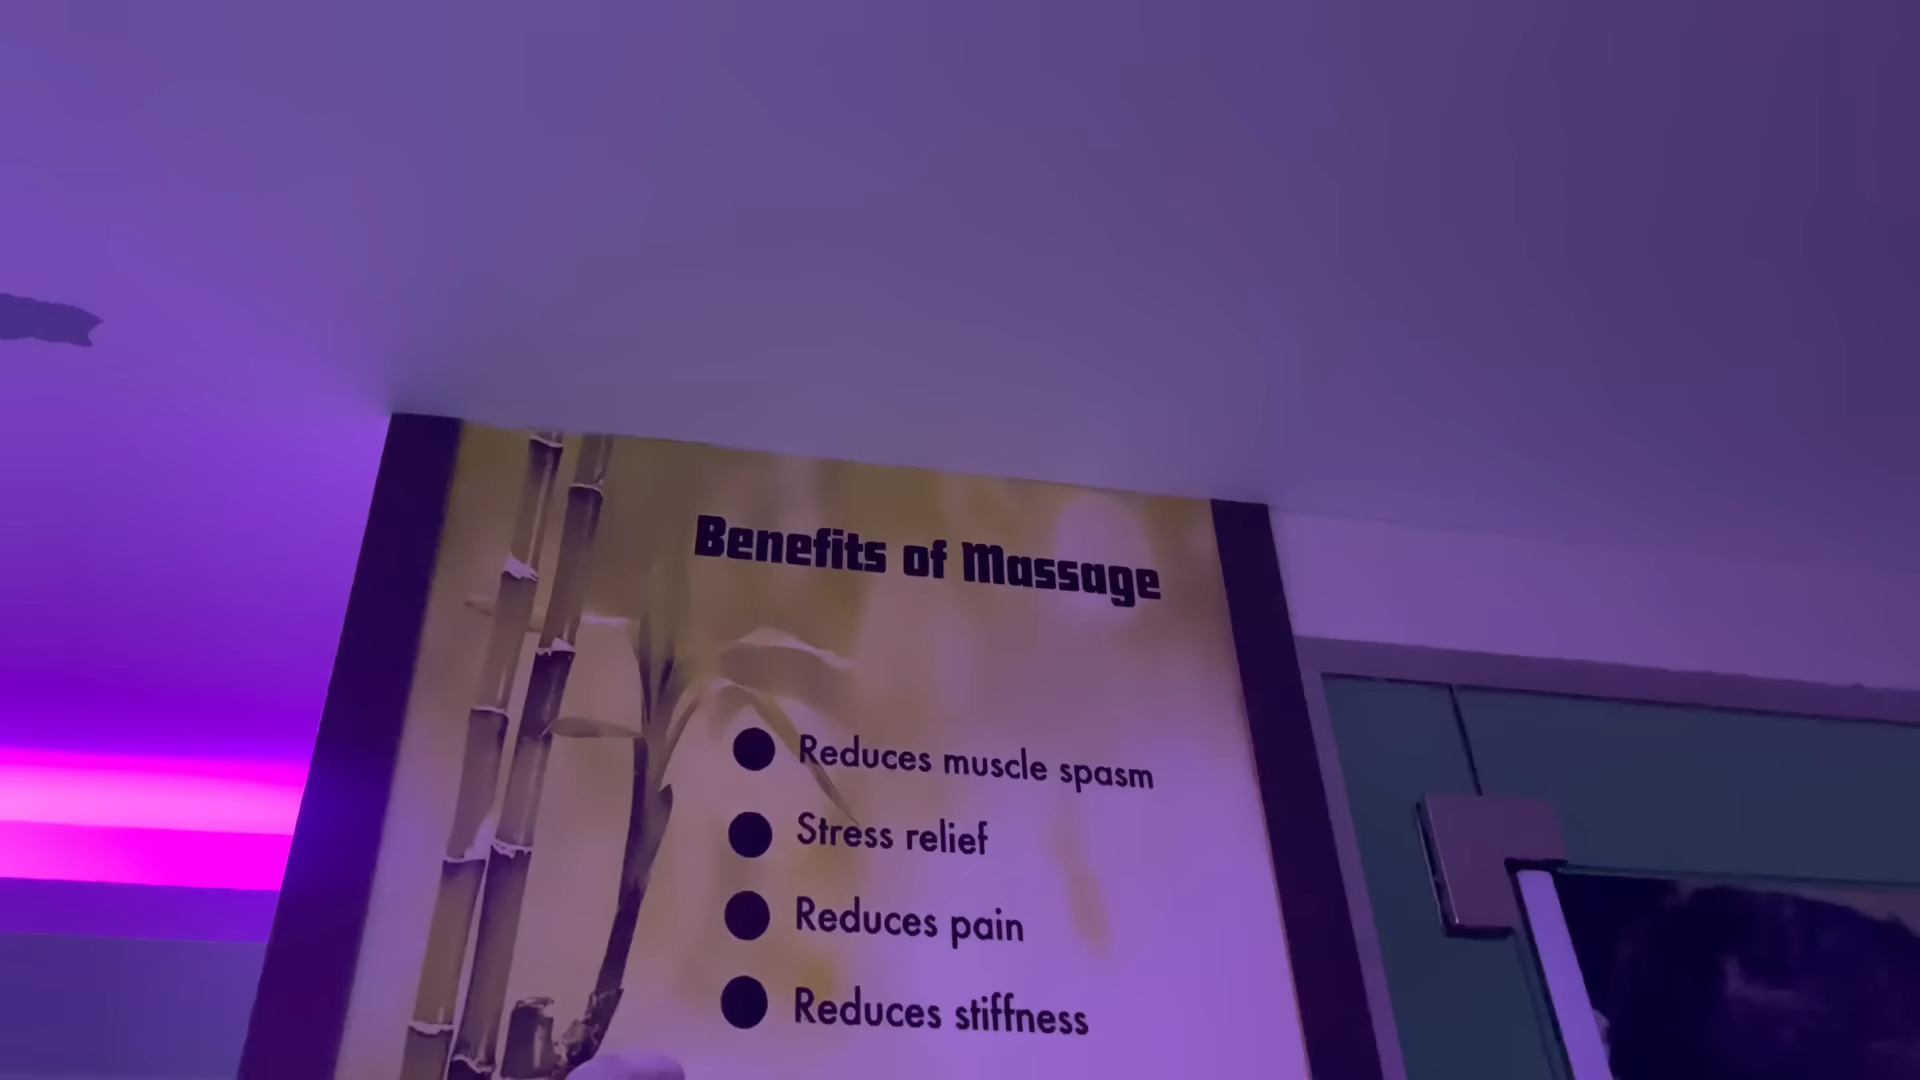 Benefits of Massage
Reduces muscle spasm
Stress relief
Reduces pain
Reduces stiffness